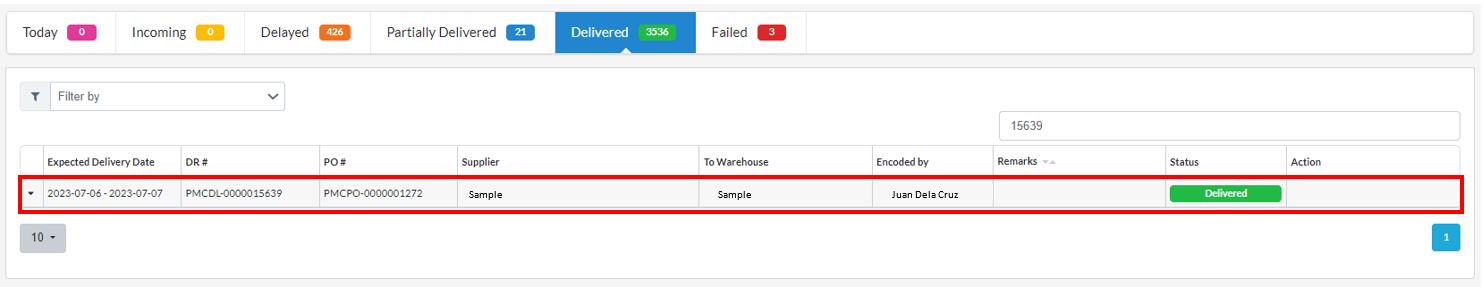 Today 0 Incoming 0 Delayed 426 Partially Delivered 21 Delivered 3536 Failed 3
Filter by
15639
Expected Delivery Date DR # PO # Supplier To Warehouse Encoded by Remarks Status Action
2023-07-06 - 2023-07-07 PMCDL-0000015639 PMCPO-0000001272 Sample Sample Juan Dela Cruz Delivered
10 1